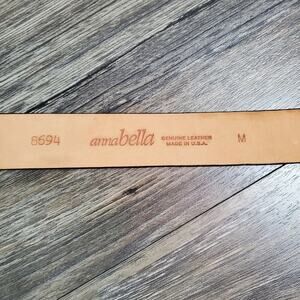 8694
annabella
GENUINE LEATHER
MADE IN U.S.A.
M